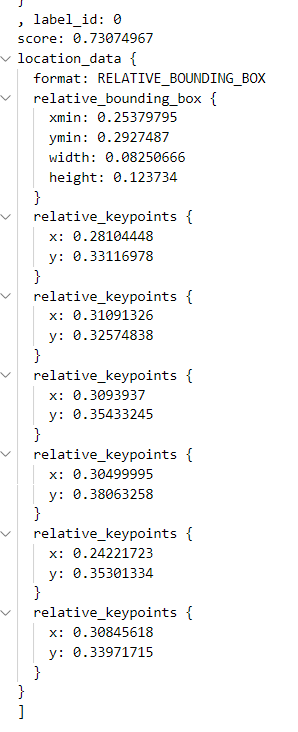 }
, label_id: 0
score: 0.73074967
location_data {
format: RELATIVE_BOUNDING_BOX
relative_bounding_box {
xmin: 0.25379795
ymin: 0.2927487
width: 0.08250666
height: 0.123734
}
relative_keypoints {
x: 0.28104448
y: 0.33116978
}
relative_keypoints {
x: 0.31091326
y: 0.32574838
}
relative_keypoints {
x: 0.3093937
y: 0.35433245
}
relative_keypoints {
x: 0.30499995
y: 0.38063258
}
relative_keypoints {
x: 0.24221723
y: 0.35301334
}
relative_keypoints {
x: 0.30845618
y: 0.33971715
}
}
]